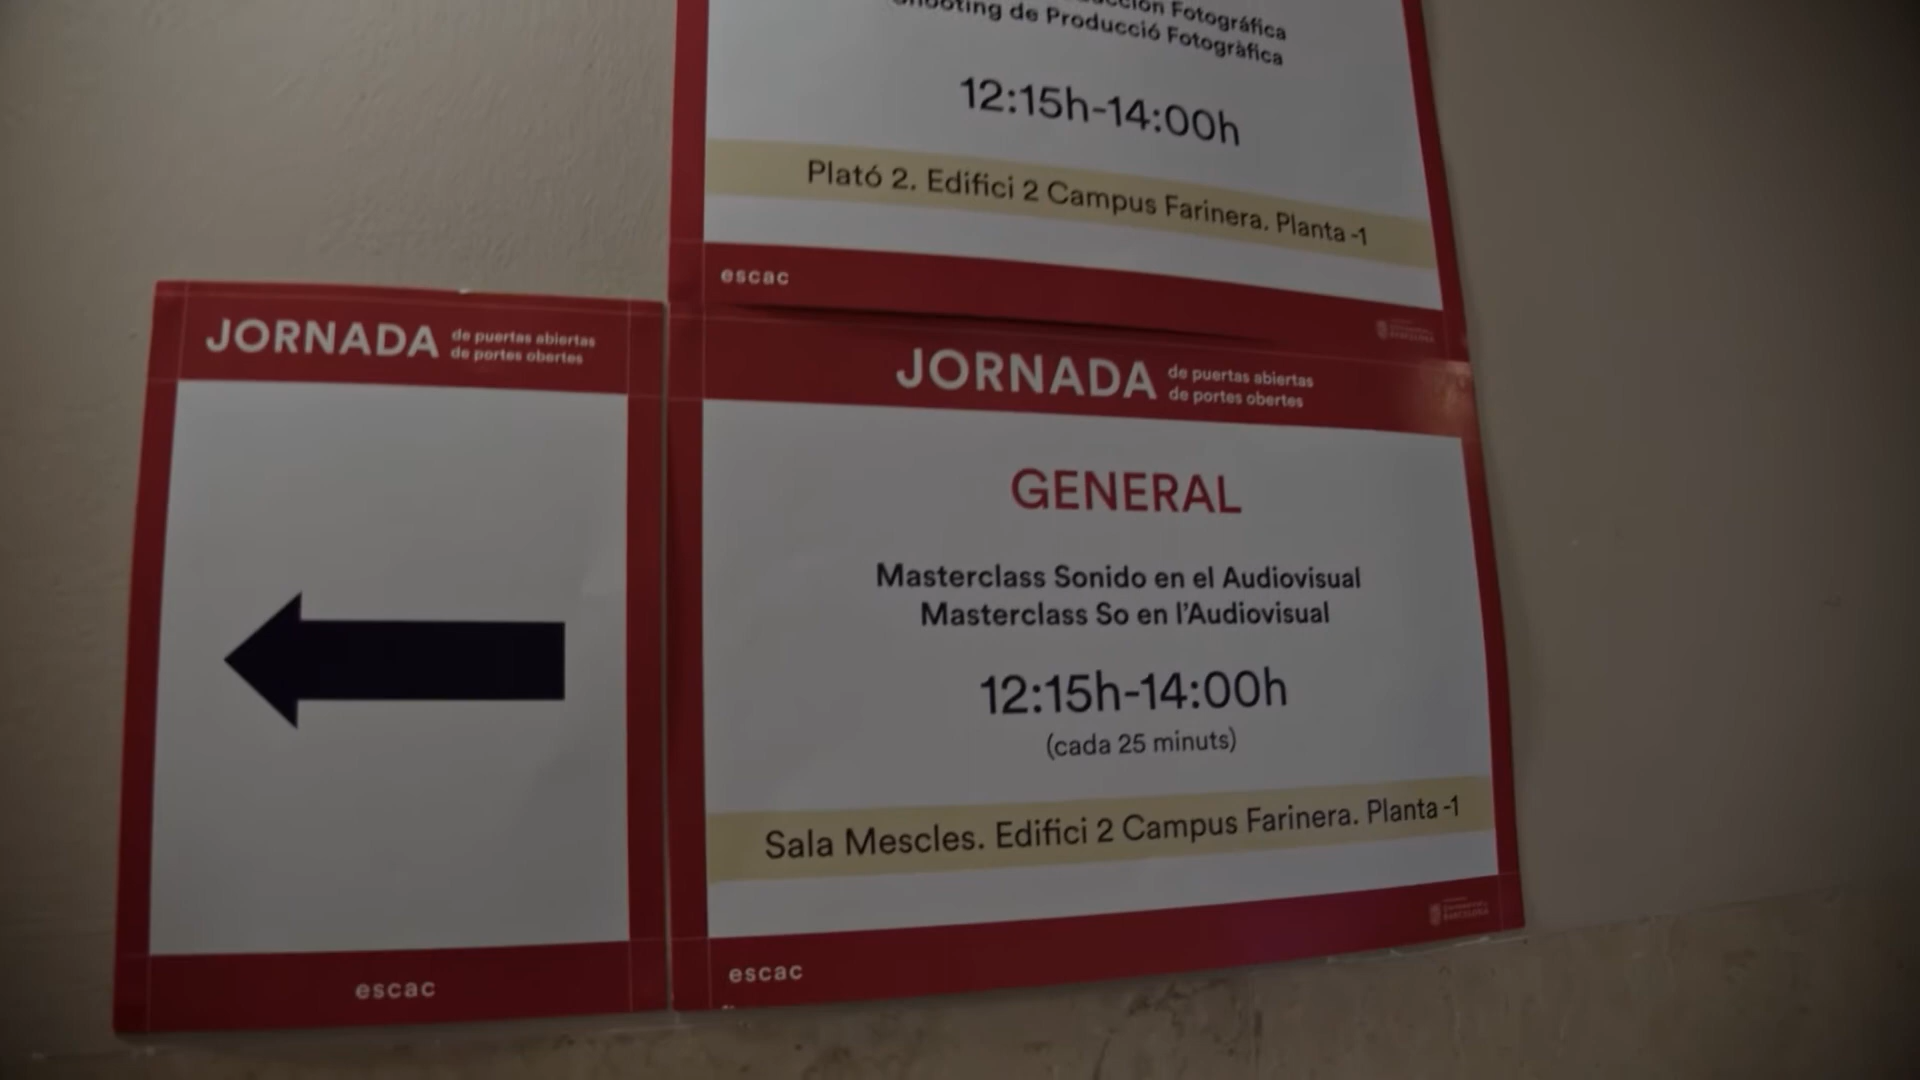 Fotográfica
Shooting de Producció Fotogràfica
12:15h-14:00h
Plató 2. Edifici 2 Campus Farinera. Planta -1
escac
JORNADA
de puertas abiertas
de portes obertes
escac
JORNADA
de puertas abiertas
de portes obertes
GENERAL
Masterclass Sonido en el Audiovisual
Masterclass So en l'Audiovisual
12:15h-14:00h
(cada 25 minuts)
Sala Mescles. Edifici 2 Campus Farinera. Planta -1
escac